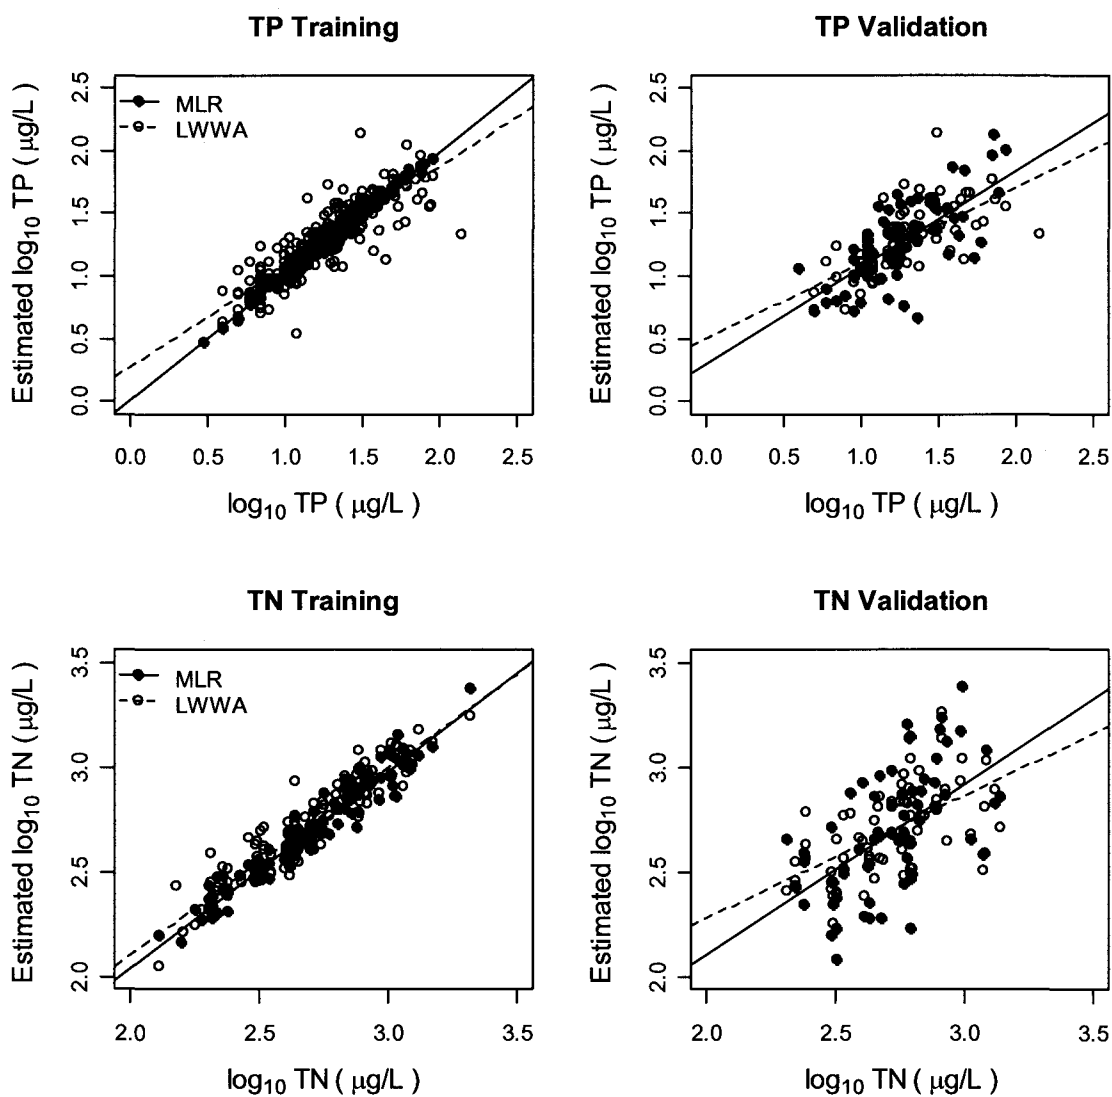 TP Training
Estimated log10 TP ( µg/L )
2.5
2.0
1.5
1.0
0.5
0.0
MLR
LWWA
0.0 0.5 1.0 1.5 2.0 2.5
log10 TP ( µg/L )
TP Validation
Estimated log10 TP ( µg/L )
2.5
2.0
1.5
1.0
0.5
0.0
0.0 0.5 1.0 1.5 2.0 2.5
log10 TP ( µg/L )
TN Training
Estimated log10 TN ( µg/L )
3.5
3.0
2.5
2.0
MLR
LWWA
2.0 2.5 3.0 3.5
log10 TN ( µg/L )
TN Validation
Estimated log10 TN ( µg/L )
3.5
3.0
2.5
2.0
2.0 2.5 3.0 3.5
log10 TN ( µg/L )